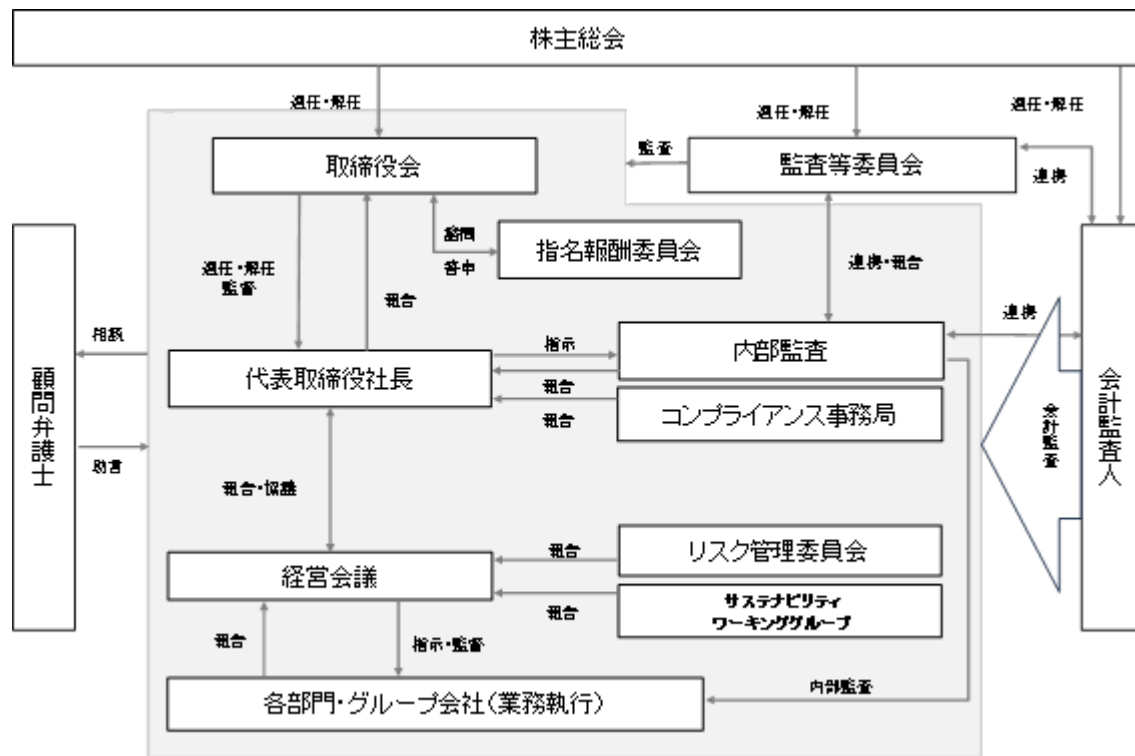 株主総会
選任・解任
選任・解任
選任・解任
取締役会
監査
監査等委員会
連携
諮問
答申
指名報酬委員会
選任・解任
監督
報告
連携・報告
相談
顧問弁護士
助言
代表取締役社長
指示
報告
報告
内部監査
連携
コンプライアンス事務局
会計監査
会計監査人
報告・協議
経営会議
報告
報告
リスク管理委員会
サステナビリティ
ワーキンググループ
報告
指示・監督
内部監査
各部門・グループ会社(業務執行)